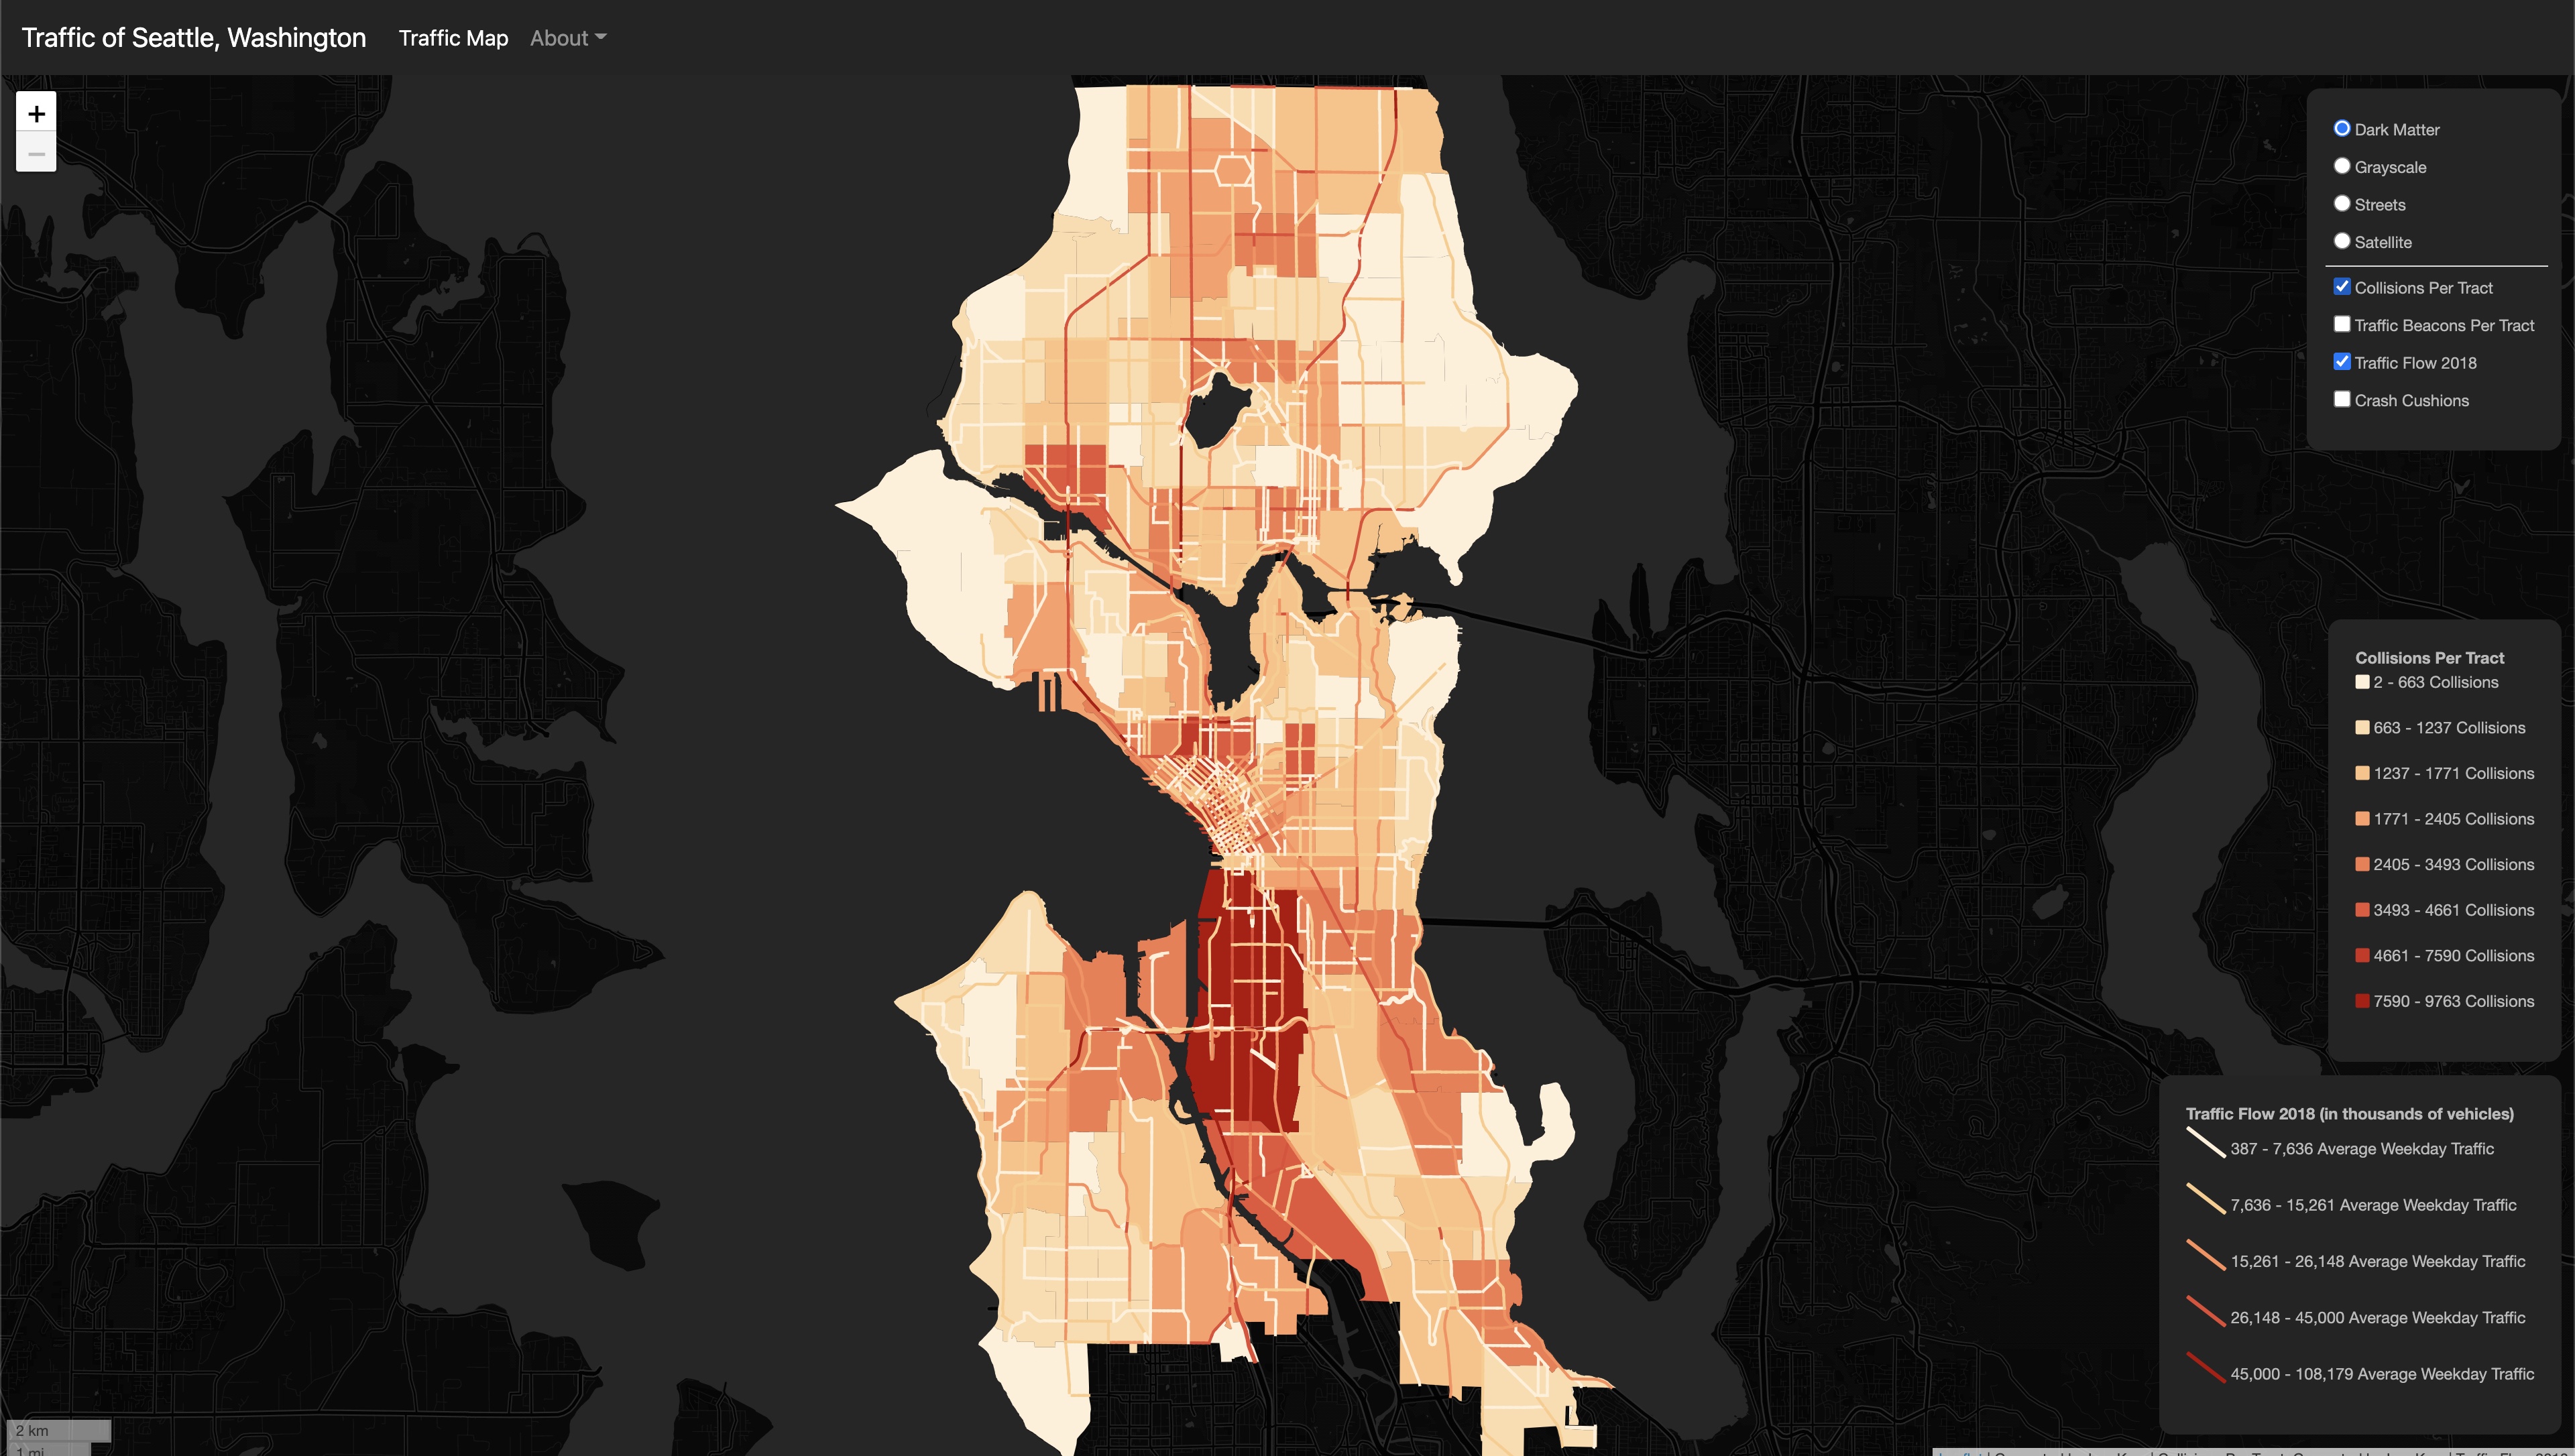 Traffic of Seattle, Washington Traffic Map About
+
−
Dark Matter
Grayscale
Streets
Satellite
Collisions Per Tract
Traffic Beacons Per Tract
Traffic Flow 2018
Crash Cushions
Collisions Per Tract
2 - 663 Collisions
663 - 1237 Collisions
1237 - 1771 Collisions
1771 - 2405 Collisions
2405 - 3493 Collisions
3493 - 4661 Collisions
4661 - 7590 Collisions
7590 - 9763 Collisions
Traffic Flow 2018 (in thousands of vehicles)
387 - 7,636 Average Weekday Traffic
7,636 - 15,261 Average Weekday Traffic
15,261 - 26,148 Average Weekday Traffic
26,148 - 45,000 Average Weekday Traffic
45,000 - 108,179 Average Weekday Traffic
2 km
1 mi